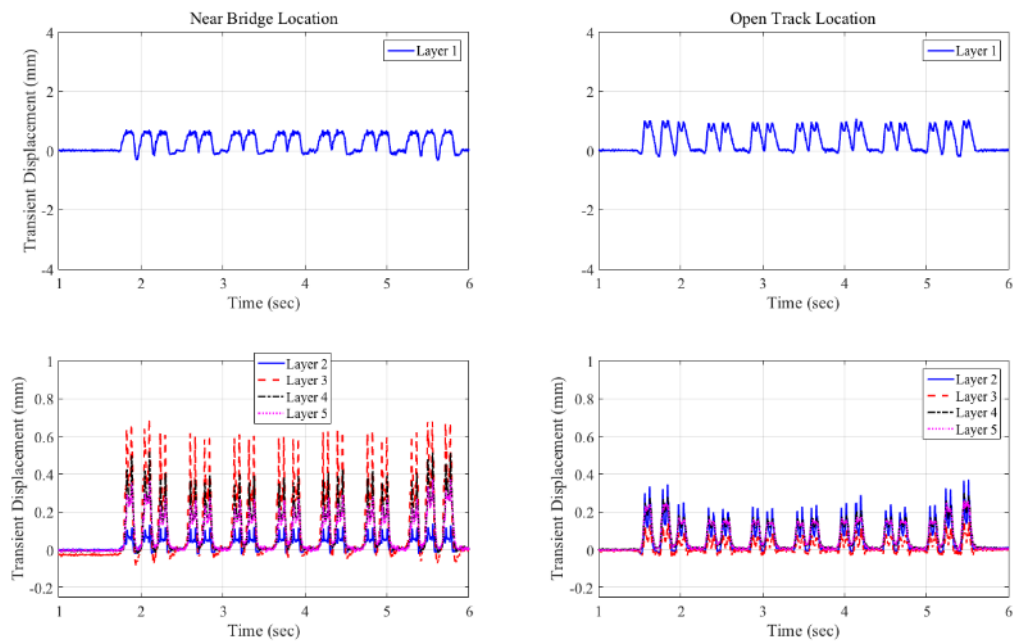 Near Bridge Location
Transient Displacement (mm)
4
2
0
-2
-4
Layer 1
1
2
3
4
5
6
Time (sec)
Open Track Location
Transient Displacement (mm)
4
2
0
-2
-4
Layer 1
1
2
3
4
5
6
Time (sec)
Transient Displacement (mm)
1
0.8
0.6
0.4
0.2
0
-0.2
Layer 2
Layer 3
Layer 4
Layer 5
1
2
3
4
5
6
Time (sec)
Transient Displacement (mm)
1
0.8
0.6
0.4
0.2
0
-0.2
Layer 2
Layer 3
Layer 4
Layer 5
1
2
3
4
5
6
Time (sec)